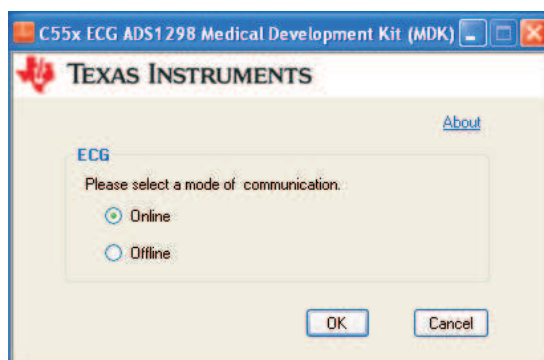 C55x ECG ADS1298 Medical Development Kit (MDK)
TEXAS INSTRUMENTS
About
ECG
Please select a mode of communication.
Online
Offline
OK
Cancel